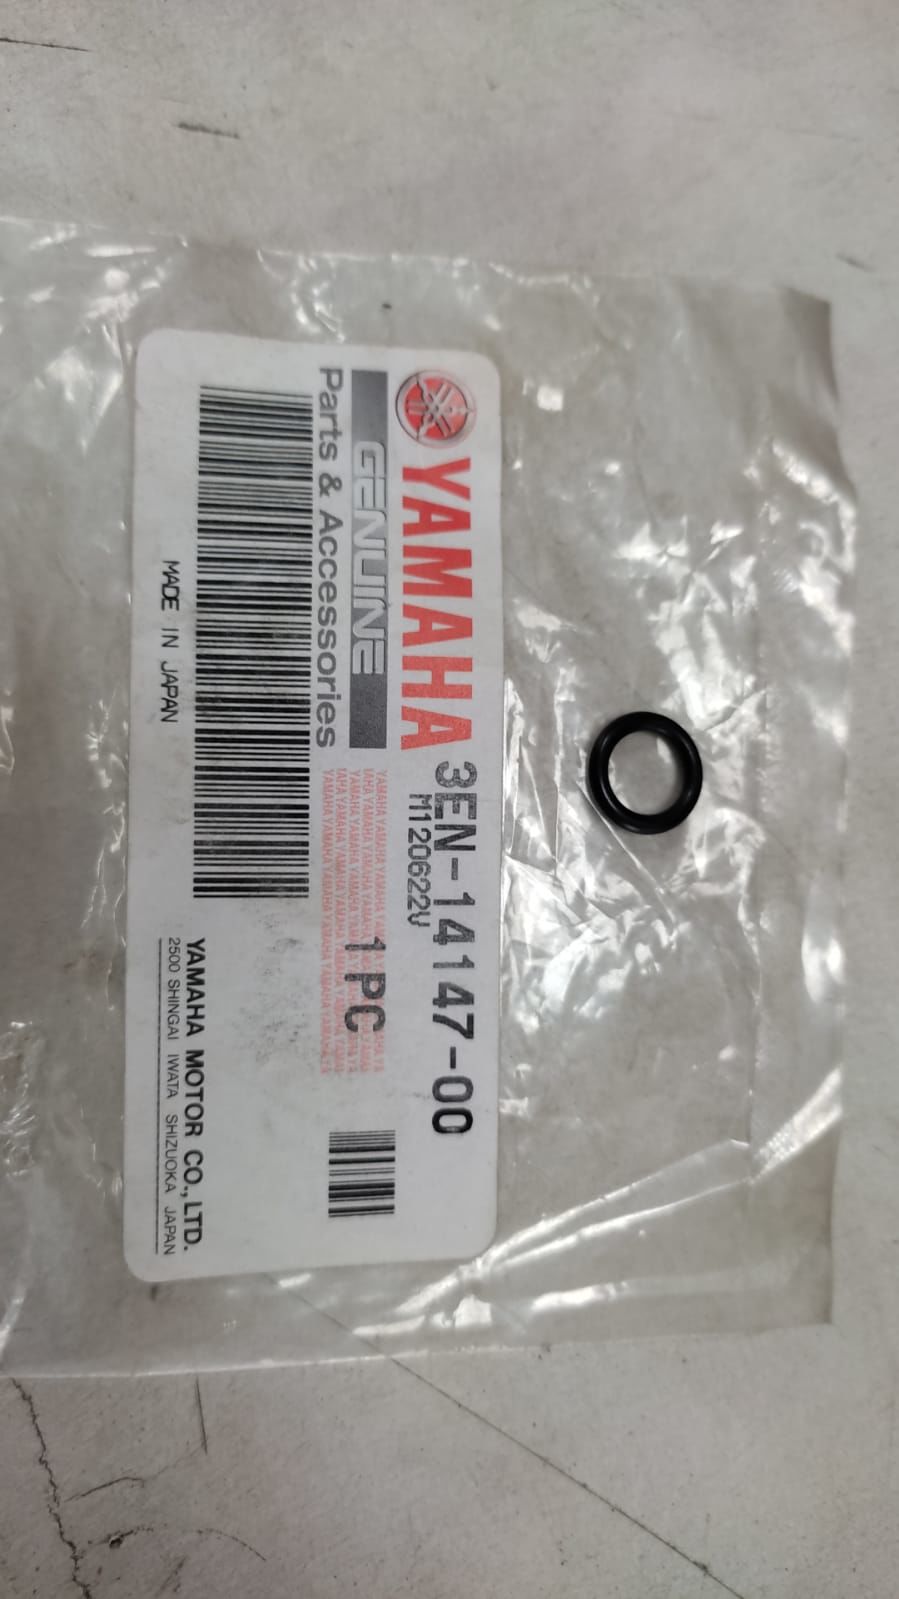 YAMAHA
GENUINE
Parts & Accessories
3EN-14147-00
M120622V
1PC
MADE IN JAPAN
YAMAHA MOTOR CO.,LTD.
2500 SHINGAI IWATA SHIZUOKA JAPAN